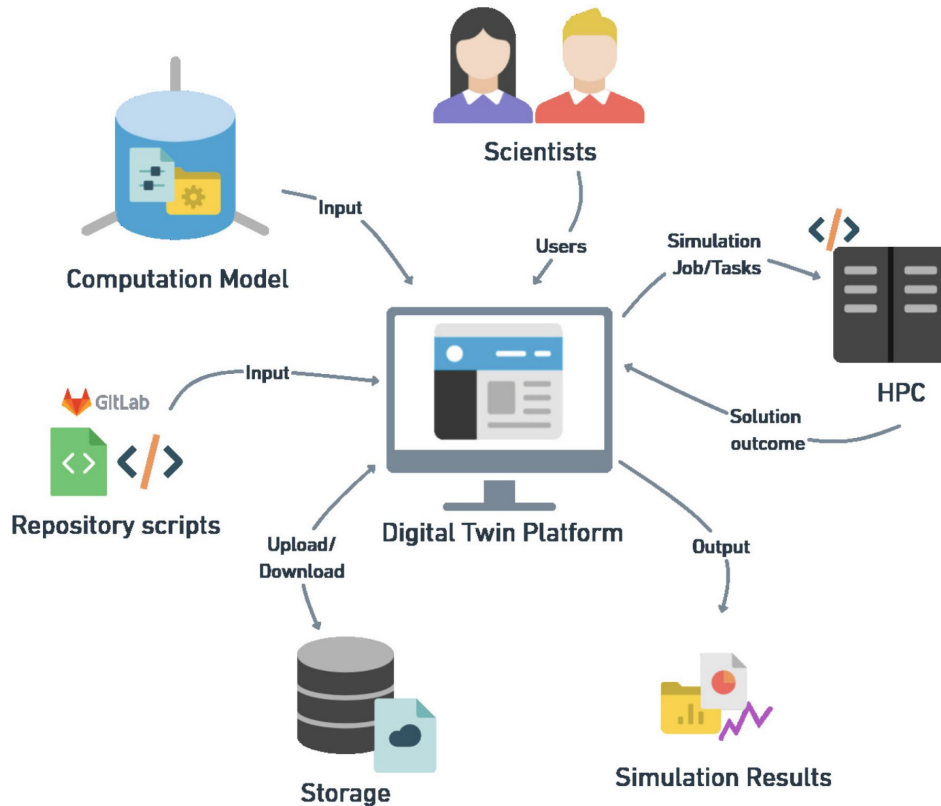 Scientists
Input
Users
Simulation
Job/Tasks
Computation Model
HPC
GitLab
Input
Solution
outcome
Repository scripts
Digital Twin Platform
Upload/
Download
Output
Storage
Simulation Results